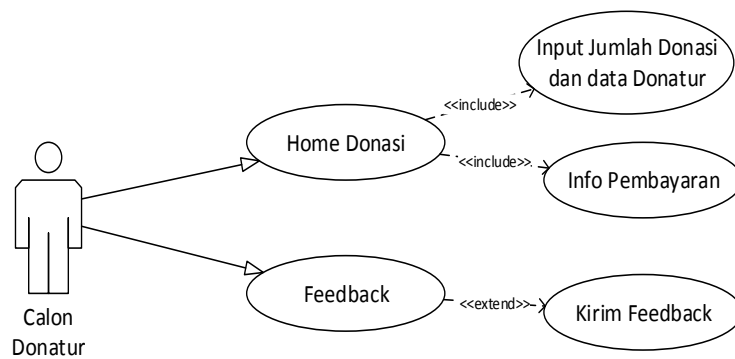 Input Jumlah Donasi
dan data Donatur
<<include>>
Home Donasi
<<include>>
Info Pembayaran
Feedback
<<extend>>
Kirim Feedback
Calon
Donatur